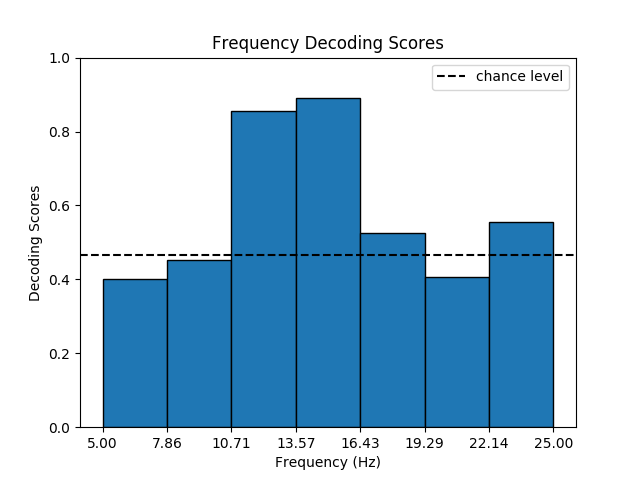 Frequency Decoding Scores
1.0
chance level
0.8
0.6
Decoding Scores
0.4
0.2
0.0
5.00 7.86 10.71 13.57 16.43 19.29 22.14 25.00
Frequency (Hz)